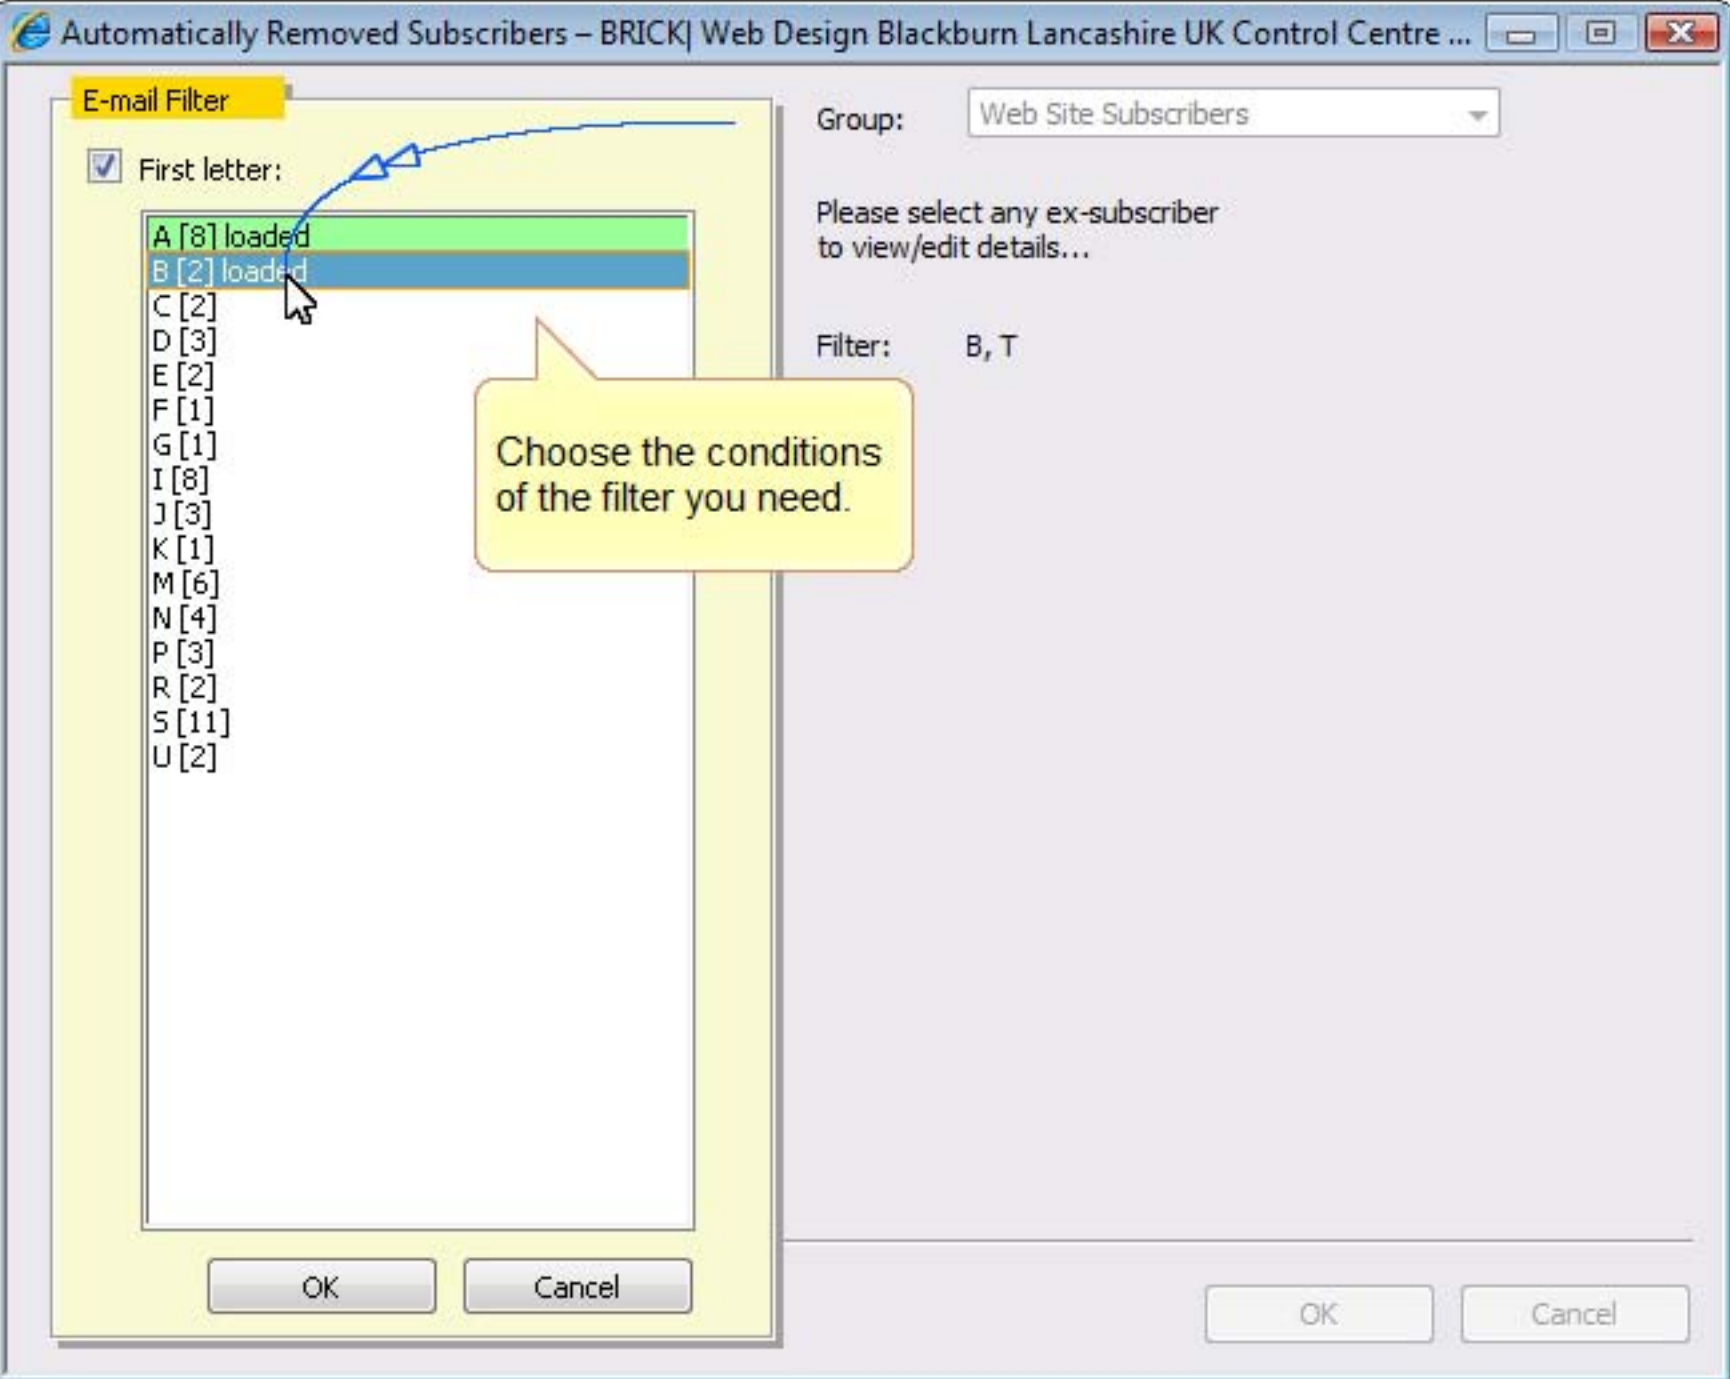 Automatically Removed Subscribers – BRICK| Web Design Blackburn Lancashire UK Control Centre ...
E-mail Filter
First letter:
A [8] loaded
B [2] loaded
C [2]
D [3]
E [2]
F [1]
G [1]
I [8]
J [3]
K [1]
M [6]
N [4]
P [3]
R [2]
S [11]
U [2]
OK
Cancel
Choose the conditions
of the filter you need.
Group:
Web Site Subscribers
Please select any ex-subscriber
to view/edit details...
Filter:
B, T
OK
Cancel